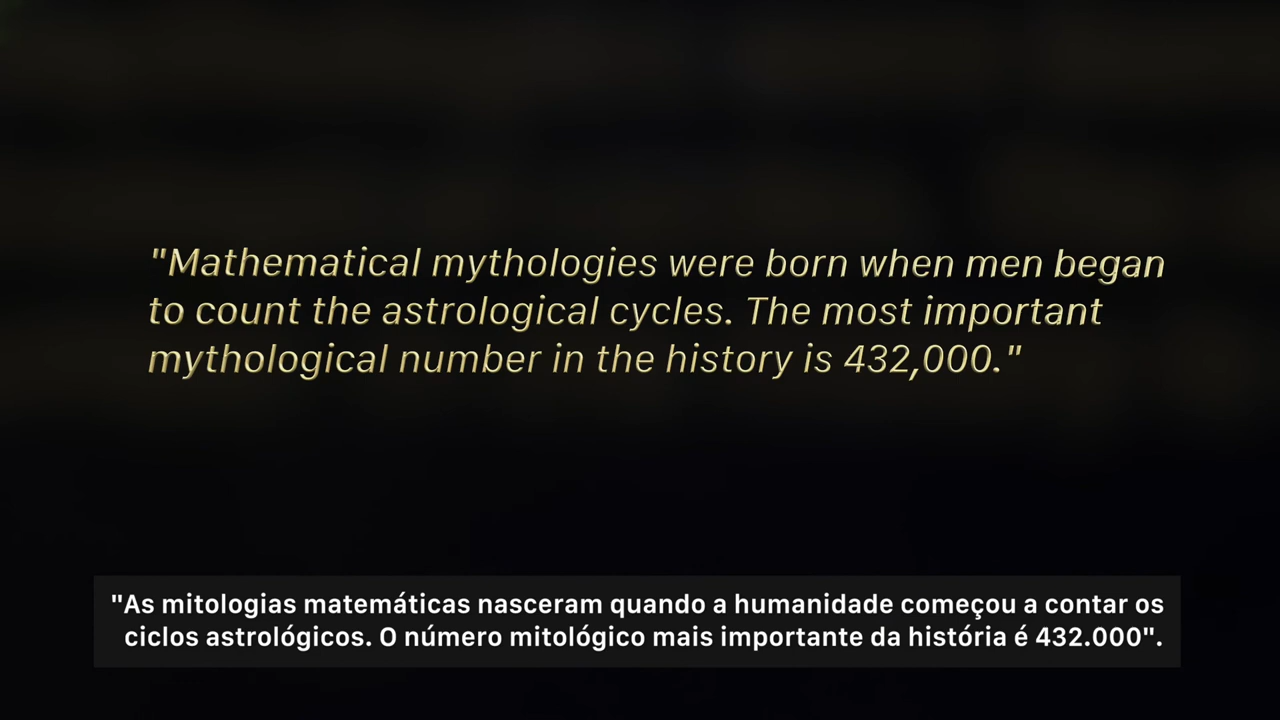 "Mathematical mythologies were born when men began
to count the astrological cycles. The most important
mythological number in the history is 432,000."
"As mitologias matemáticas nasceram quando a humanidade começou a contar os
ciclos astrológicos. O número mitológico mais importante da história é 432.000".